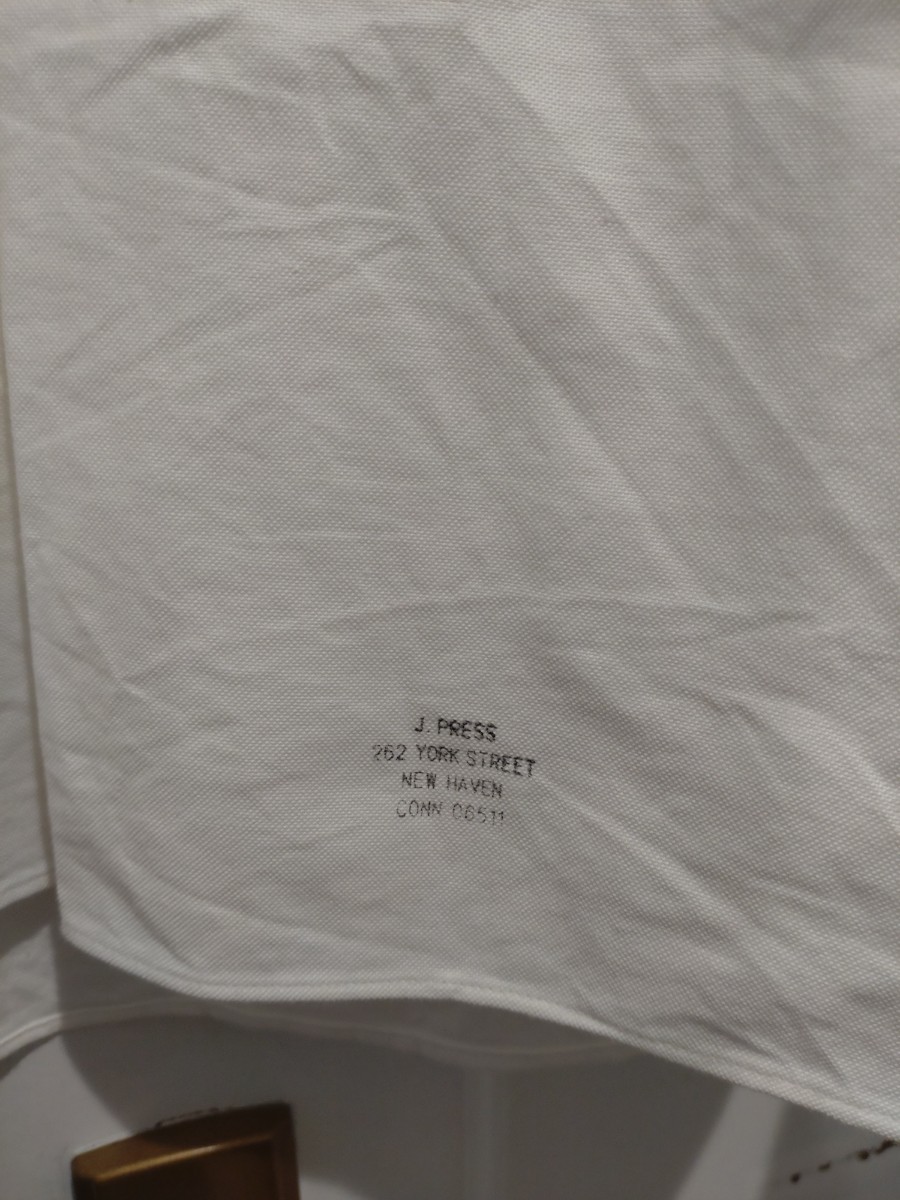 J. PRESS
262 YORK STREET
NEW HAVEN
CONN 06511